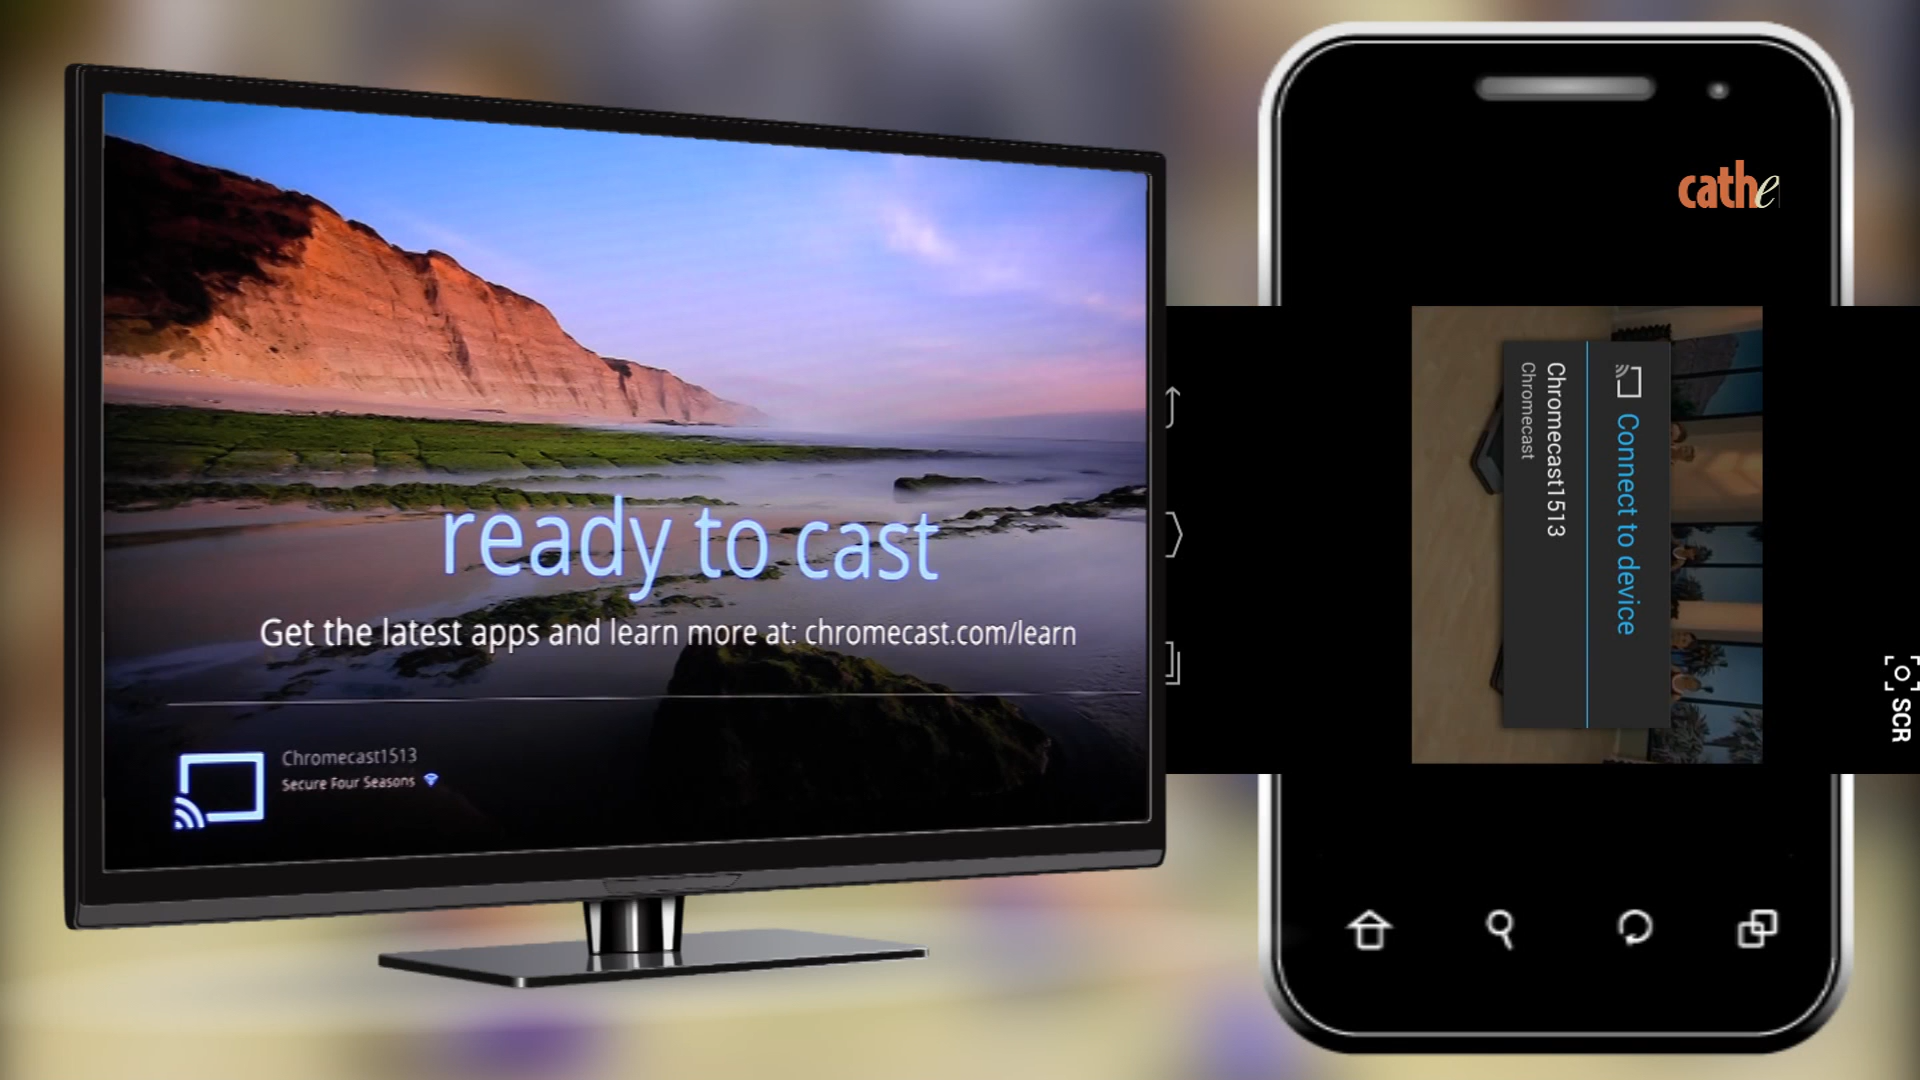 ready to cast
Get the latest apps and learn more at: chromecast.com/learn
Chromecast1513
Secure Four Seasons
cathe
Connect to device
Chromecast1513
Chromecast
SCR